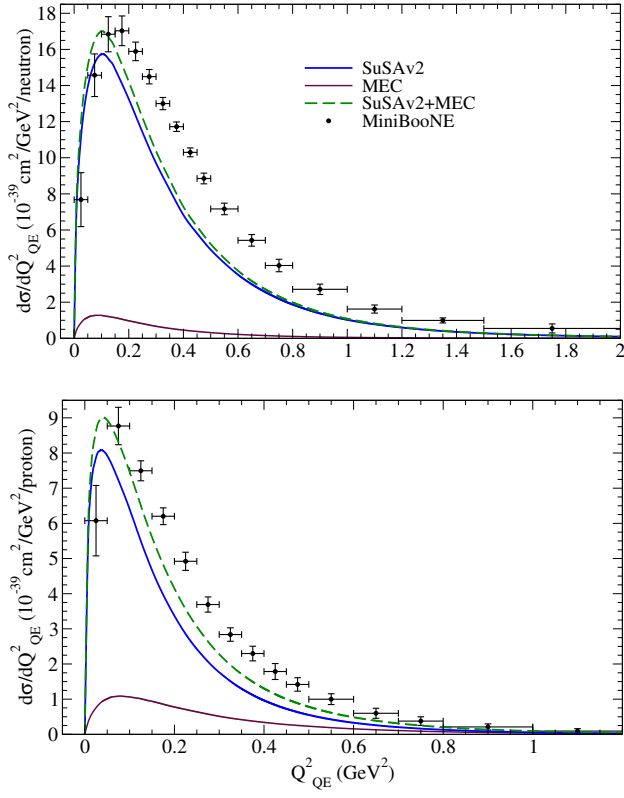 18
16
14
12
10
8
6
4
2
0
dσ/dQ²_QE (10⁻³⁹ cm²/GeV²/neutron)
SuSAv2
MEC
SuSAv2+MEC
MiniBooNE
0 0.2 0.4 0.6 0.8 1 1.2 1.4 1.6 1.8 2
9
8
7
6
5
4
3
2
1
0
dσ/dQ²_QE (10⁻³⁹ cm²/GeV²/proton)
0 0.2 0.4 0.6 0.8 1
Q²_QE (GeV²)